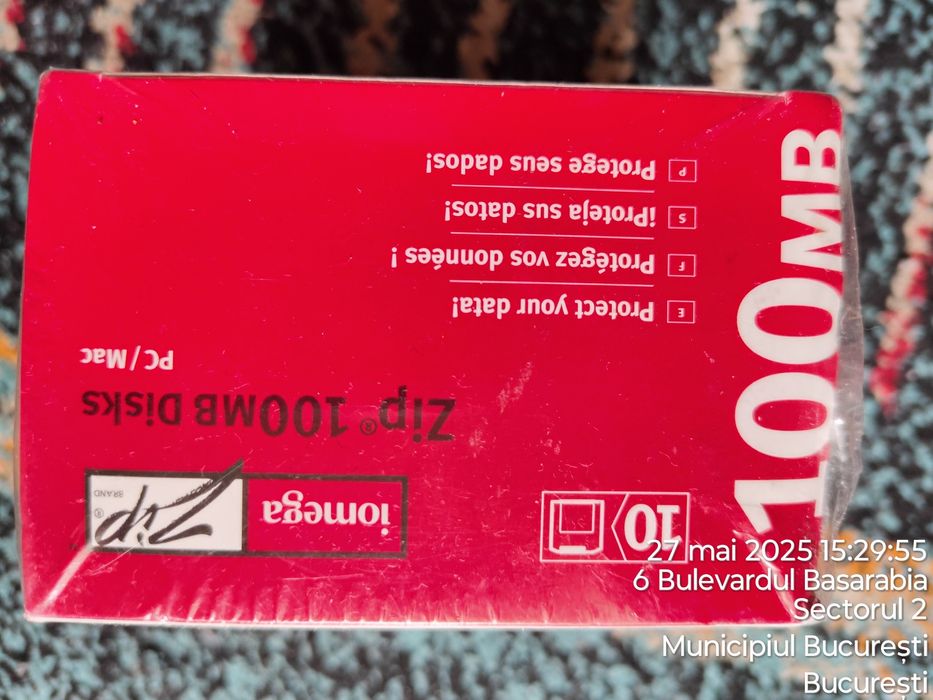 10
iomega
Zip®
BRAND
Zip® 100MB Disks
PC/Mac
E Protect your data!
F Protégez vos données !
S ¡Proteja sus datos!
P Protege seus dados!
100MB
27 mai 2025 15:29:55
6 Bulevardul Basarabia
Sectorul 2
Municipiul București
București